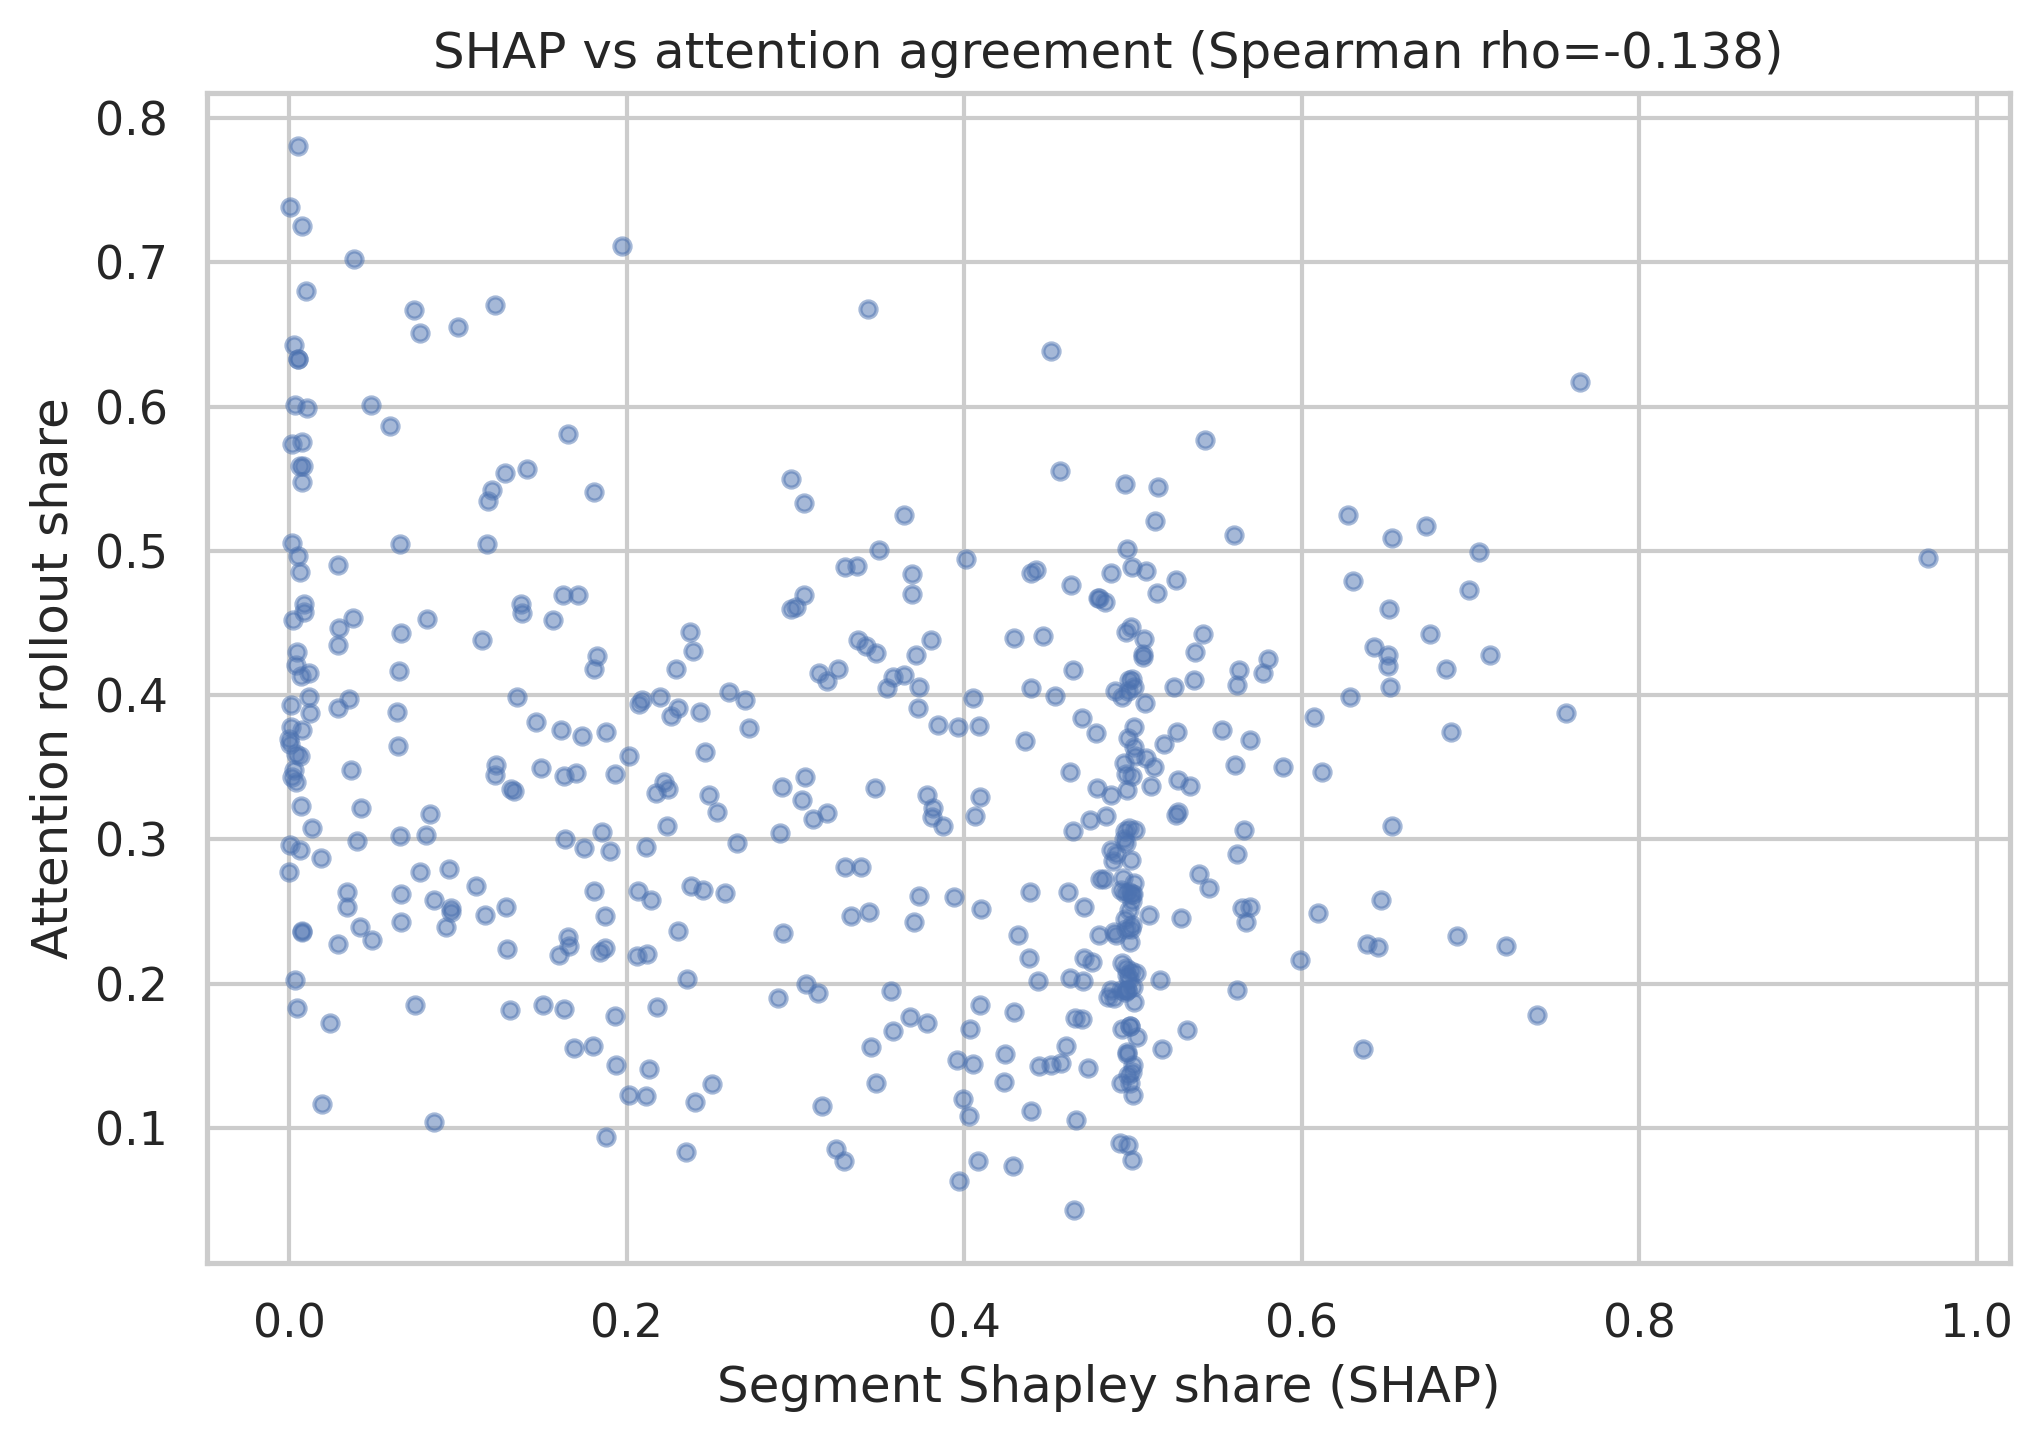 SHAP vs attention agreement (Spearman rho=-0.138)
Attention rollout share
0.8
0.7
0.6
0.5
0.4
0.3
0.2
0.1
0.0 0.2 0.4 0.6 0.8 1.0
Segment Shapley share (SHAP)